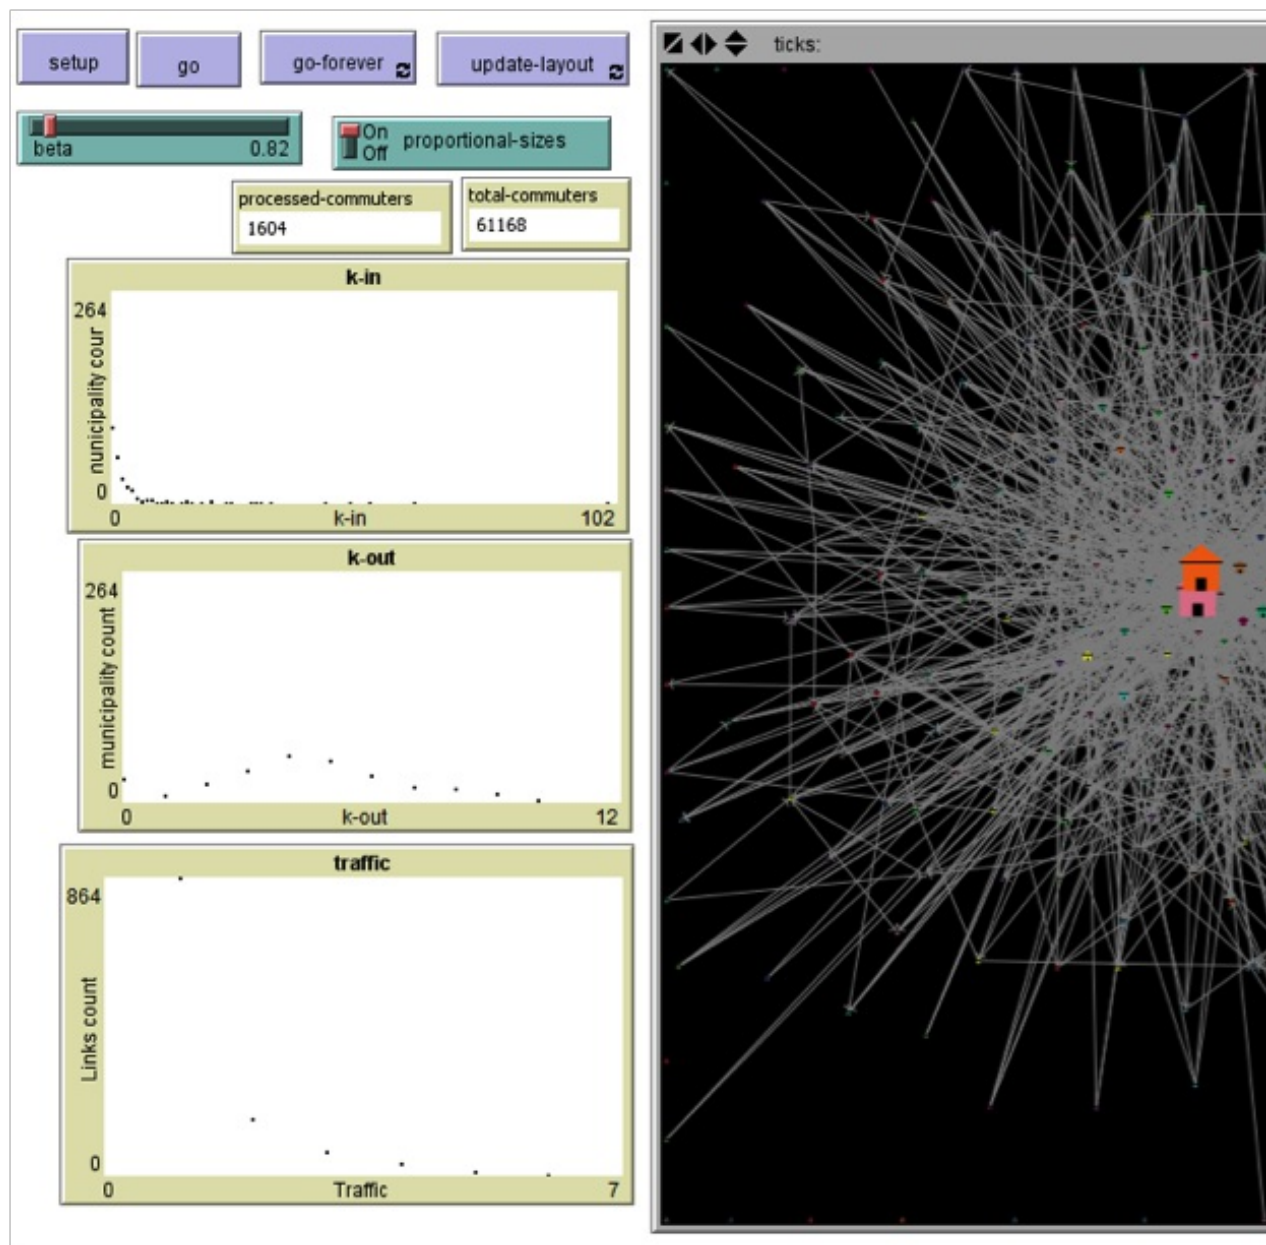 setup
go
go-forever
update-layout
beta
0.82
On
Off
proportional-sizes
processed-commuters
1604
total-commuters
61168
k-in
264
nunicipality cour
0
0
k-in
102
k-out
264
municipality count
0
0
k-out
12
traffic
864
Links count
0
0
Traffic
7
ticks: